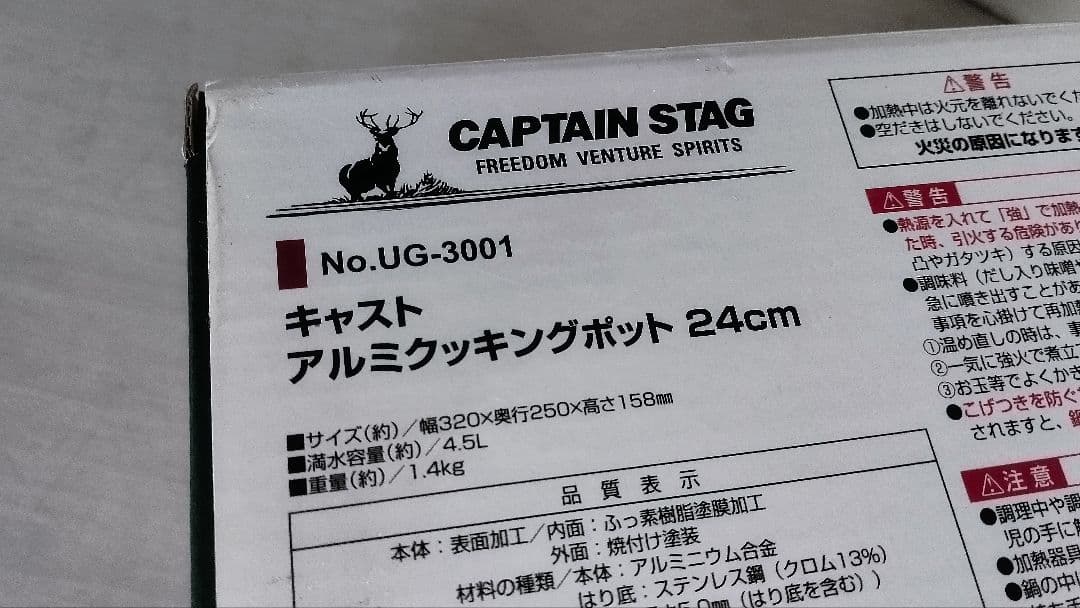 CAPTAIN STAG
FREEDOM VENTURE SPIRITS
No.UG-3001
キャスト
アルミクッキングポット 24cm
■サイズ(約)/幅320×奥行250×高さ158㎜
■満水容量(約)/4.5L
■重量(約)/1.4kg
品質表示
本体:表面加工/内面:ふっ素樹脂塗膜加工
外面:焼付け塗装
材料の種類/本体:アルミニウム合金
はり底:ステンレス鋼(クロム13%)
5.0㎜(はり底を含む))
⚠警告
●加熱中は火元を離れないでくだ
●空だきはしないでください。
火災の原因になります
⚠警告
●熱源を入れて「強」で加熱
た時、引火する危険があり
凸やガタツキ)する原因
●調味料(だし入り味噌や
急に噴き出すことがあ
事項を心掛けて再加熱
①温め直しの時は、事
②一気に強火で煮立
③お玉等でよくかき
●こげつきを防ぐ
されますと、鍋
⚠注意
●調理中や調
児の手に触
●加熱器具
●鍋の中